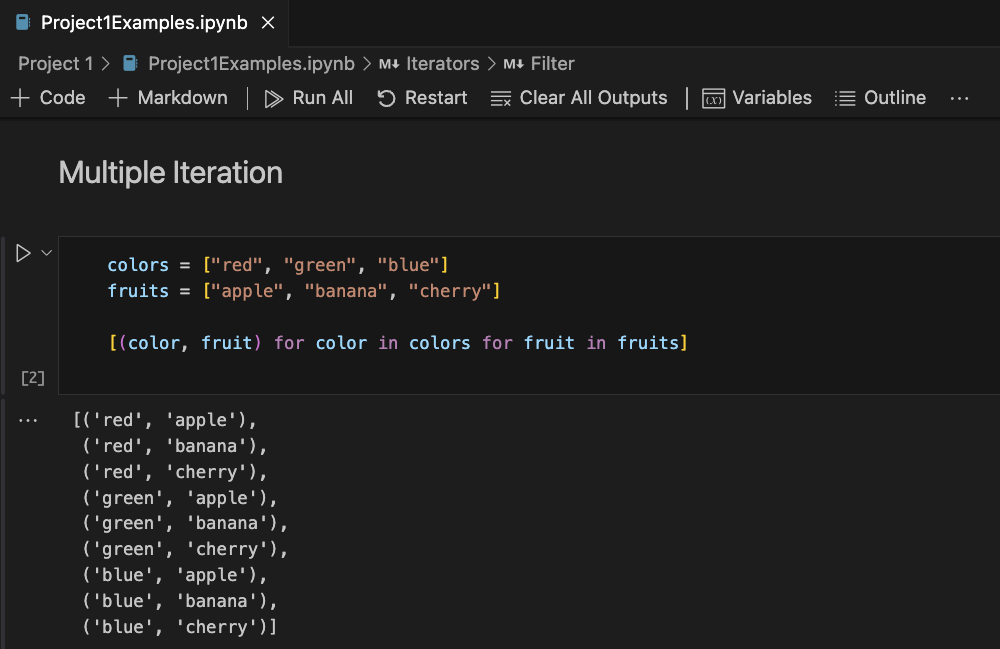 Project1Examples.ipynb
Project 1 > Project1Examples.ipynb > M↓ Iterators > M↓ Filter
+ Code + Markdown | Run All Restart Clear All Outputs | (x) Variables Outline ...
Multiple Iteration
colors = ["red", "green", "blue"]
fruits = ["apple", "banana", "cherry"]
[(color, fruit) for color in colors for fruit in fruits]
[2]
... [('red', 'apple'),
('red', 'banana'),
('red', 'cherry'),
('green', 'apple'),
('green', 'banana'),
('green', 'cherry'),
('blue', 'apple'),
('blue', 'banana'),
('blue', 'cherry')]